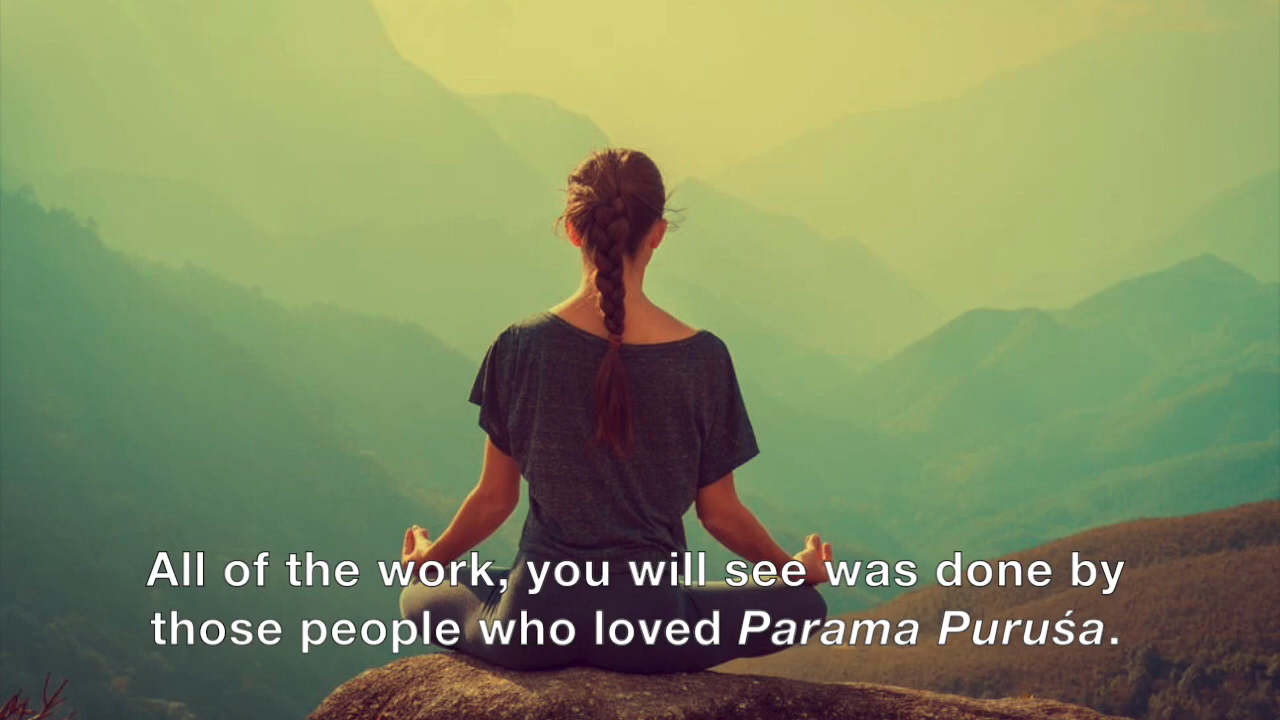 All of the work, you will see was done by
those people who loved Parama Puruśa.